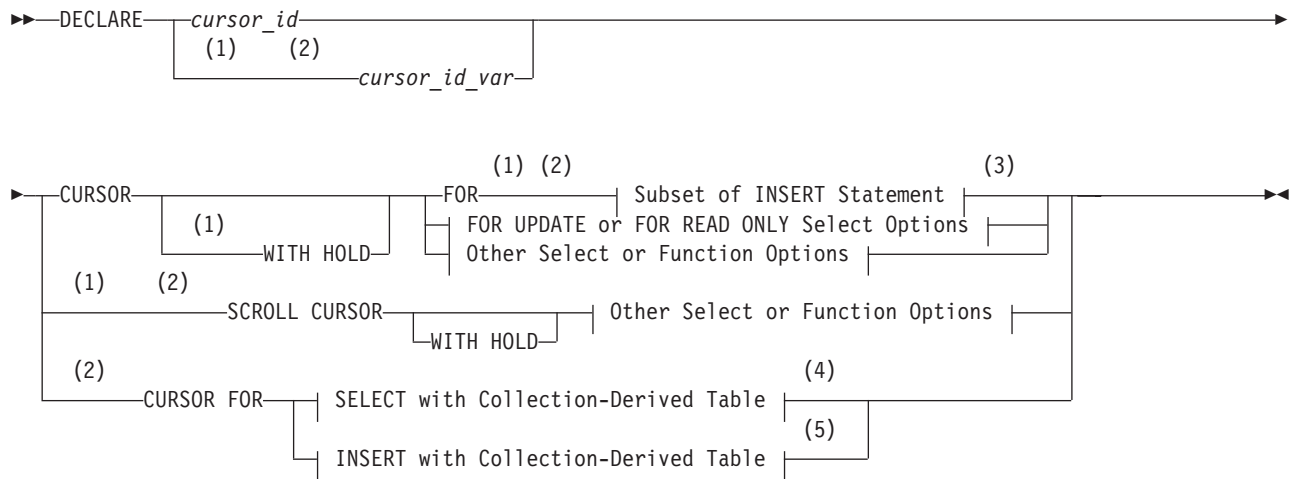 DECLARE cursor_id
(1) (2)
cursor_id_var
(1) (2) (3)
CURSOR FOR Subset of INSERT Statement
(1) FOR UPDATE or FOR READ ONLY Select Options
WITH HOLD Other Select or Function Options
(1) (2)
SCROLL CURSOR Other Select or Function Options
WITH HOLD
(2) (4)
CURSOR FOR SELECT with Collection-Derived Table
(5)
INSERT with Collection-Derived Table